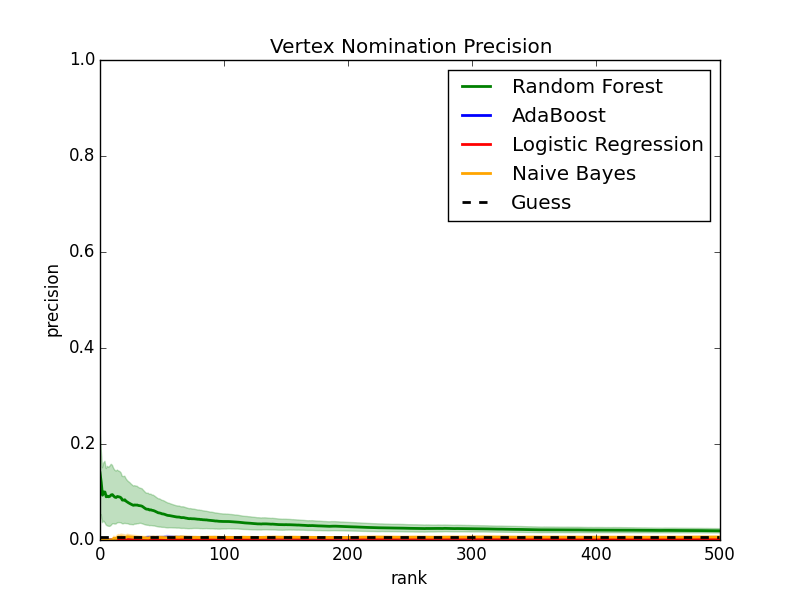 Vertex Nomination Precision
1.0
0.8
0.6
0.4
0.2
0.0
precision
Random Forest
AdaBoost
Logistic Regression
Naive Bayes
Guess
0 100 200 300 400 500
rank